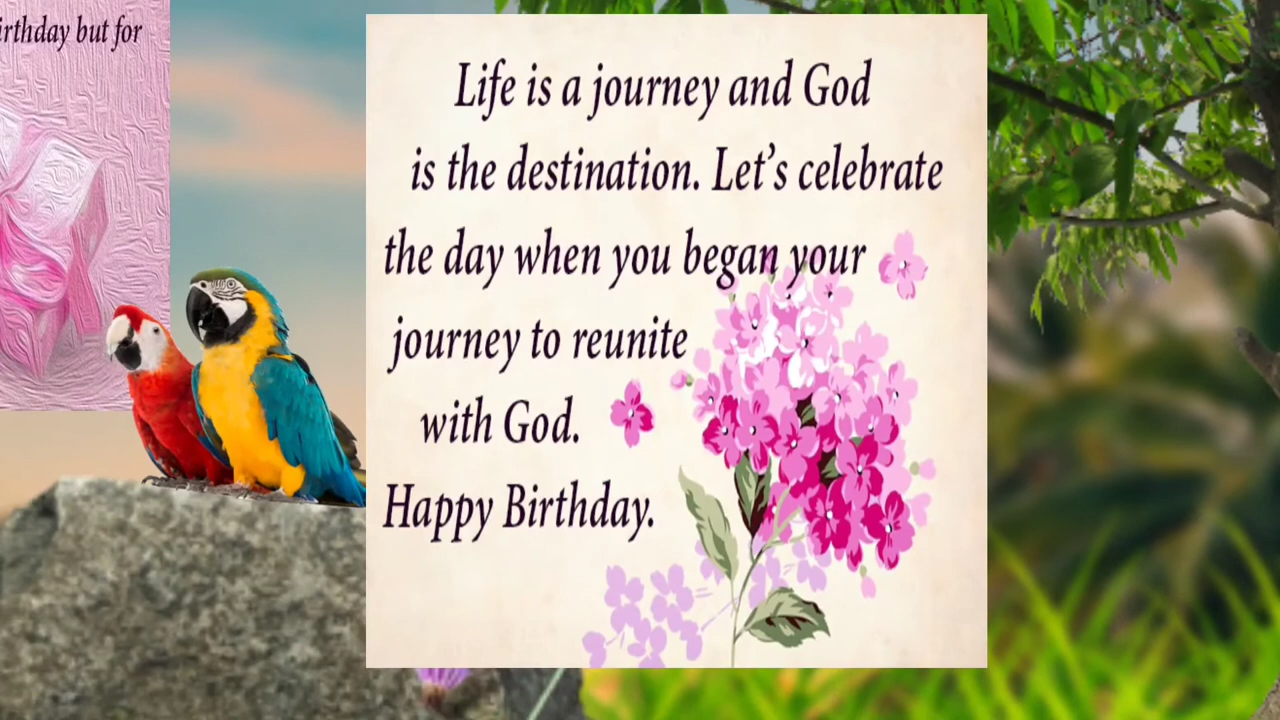 irthday but for
Life is a journey and God
is the destination. Let's celebrate
the day when you began your
journey to reunite
with God.
Happy Birthday.